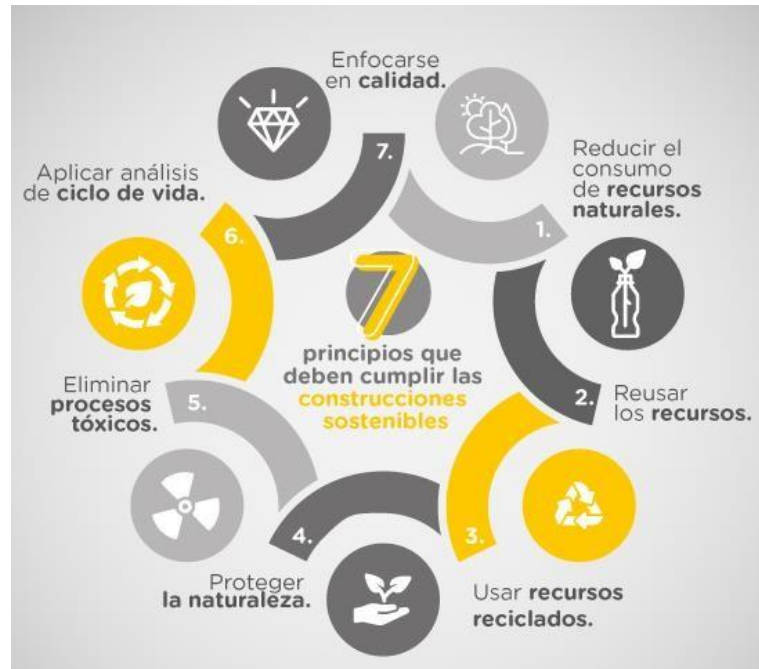 7
principios que
deben cumplir las
construcciones
sostenibles
1.
Reducir el
consumo
de recursos
naturales.
2.
Reusar
los recursos.
3.
Usar recursos
reciclados.
4.
Proteger
la naturaleza.
5.
Eliminar
procesos
tóxicos.
6.
Aplicar análisis
de ciclo de vida.
7.
Enfocarse
en calidad.